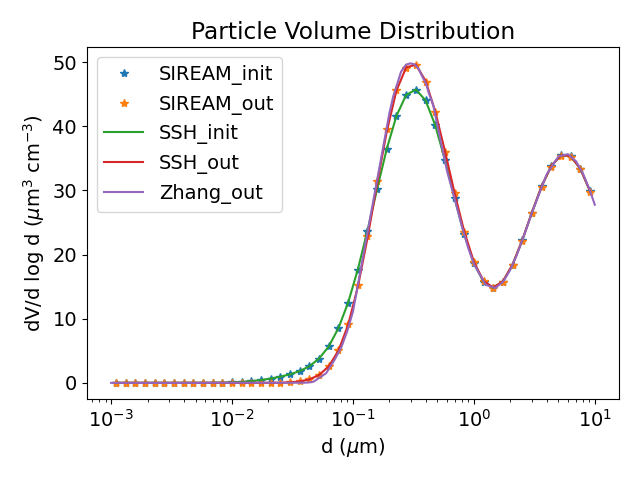 Particle Volume Distribution
dV/d log d (μm³ cm⁻³)
50
40
30
20
10
0
SIREAM_init
SIREAM_out
SSH_init
SSH_out
Zhang_out
10⁻³ 10⁻² 10⁻¹ 10⁰ 10¹
d (μm)